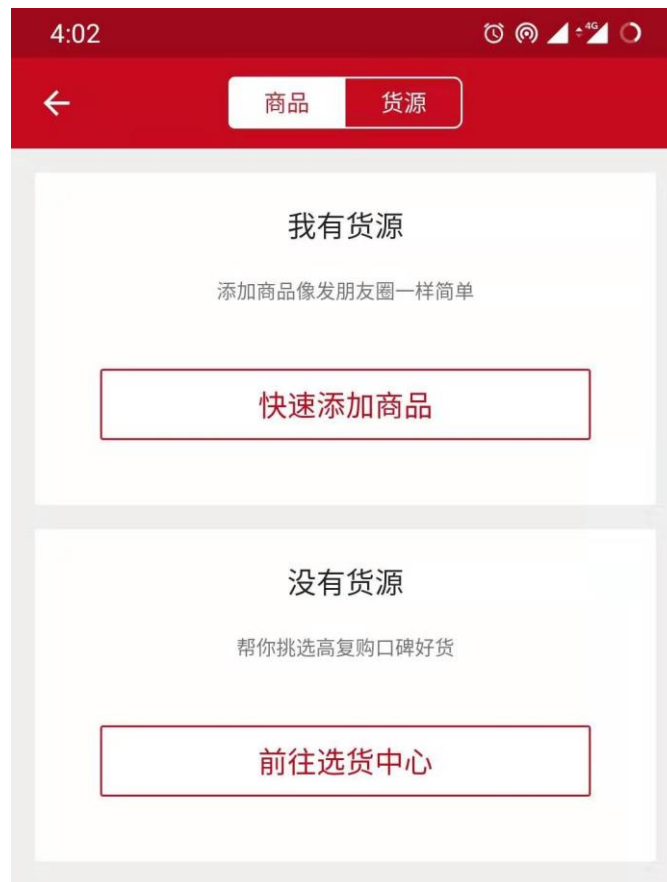 4:02
4G
商品
货源
我有货源
添加商品像发朋友圈一样简单
快速添加商品
没有货源
帮你挑选高复购口碑好货
前往选货中心